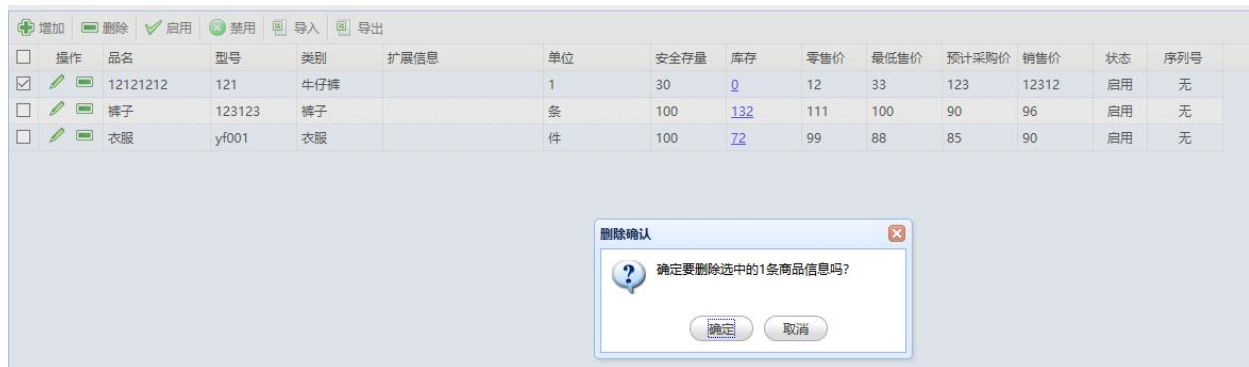 增加 删除 启用 禁用 导入 导出
操作 品名 型号 类别 扩展信息 单位 安全存量 库存 零售价 最低售价 预计采购价 销售价 状态 序列号
12121212 121 牛仔裤 1 30 0 12 33 123 12312 启用 无
裤子 123123 裤子 条 100 132 111 100 90 96 启用 无
衣服 yf001 衣服 件 100 72 99 88 85 90 启用 无
删除确认
确定要删除选中的1条商品信息吗?
确定 取消